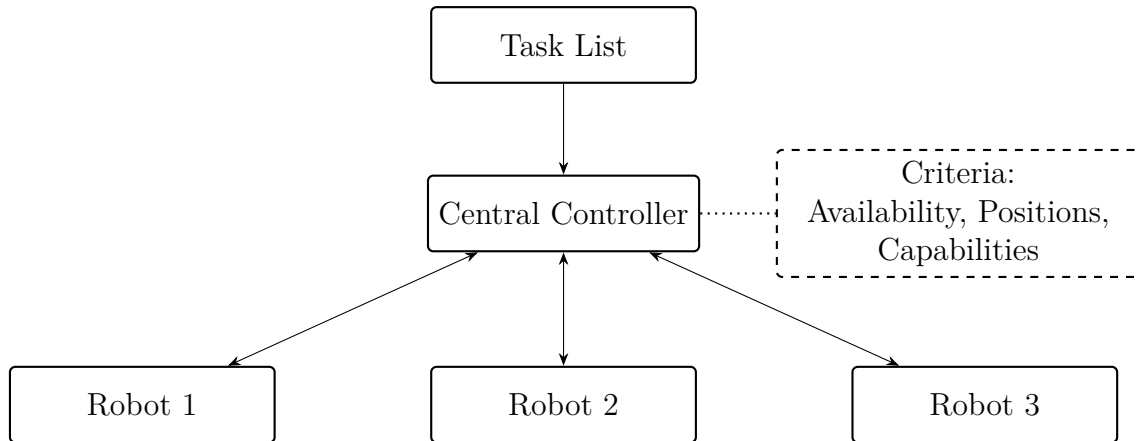 Task List
Central Controller
Criteria:
Availability, Positions,
Capabilities
Robot 1
Robot 2
Robot 3